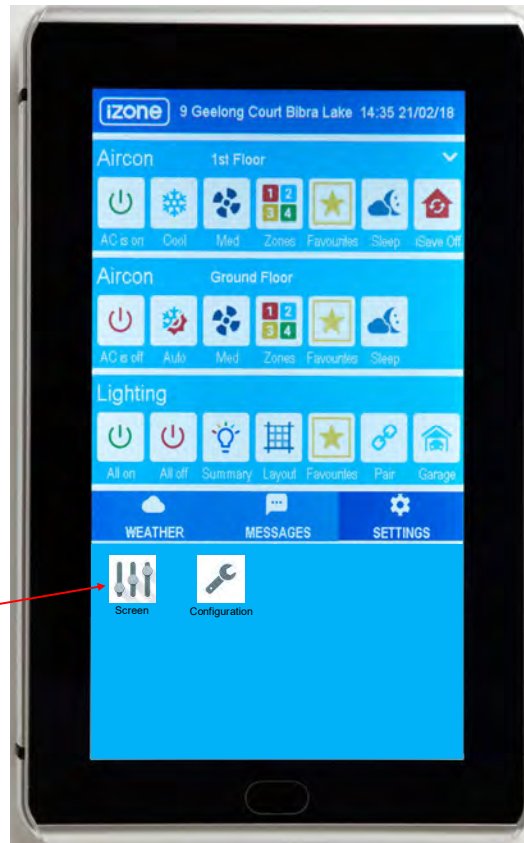 izone 9 Geelong Court Bibra Lake 14:35 21/02/18
Aircon 1st Floor
1 2
3 4
AC is on Cool Med Zones Favourites Sleep iSave Off
Aircon Ground Floor
1 2
3 4
AC is off Auto Med Zones Favourites Sleep
Lighting
All on All off Summary Layout Favourites Pair Garage
WEATHER MESSAGES SETTINGS
Screen Configuration